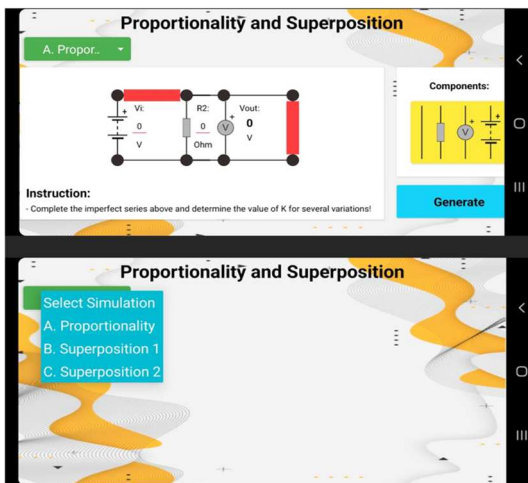 Proportionality and Superposition
A. Propor..
Components:
Vi:
R2:
Vout:
+
+
+
+
0
0
V
0
V
Ohm
V
Instruction:
- Complete the imperfect series above and determine the value of K for several variations!
V
Generate
Proportionality and Superposition
Select Simulation
A. Proportionality
B. Superposition 1
C. Superposition 2